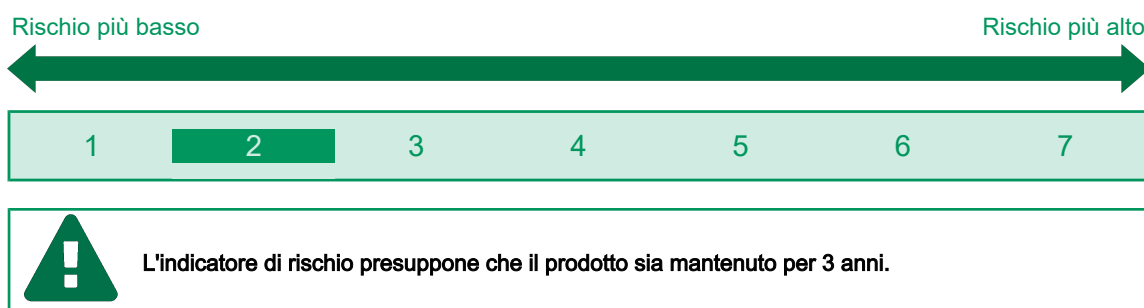 Rischio più basso Rischio più alto
1 2 3 4 5 6 7
L'indicatore di rischio presuppone che il prodotto sia mantenuto per 3 anni.